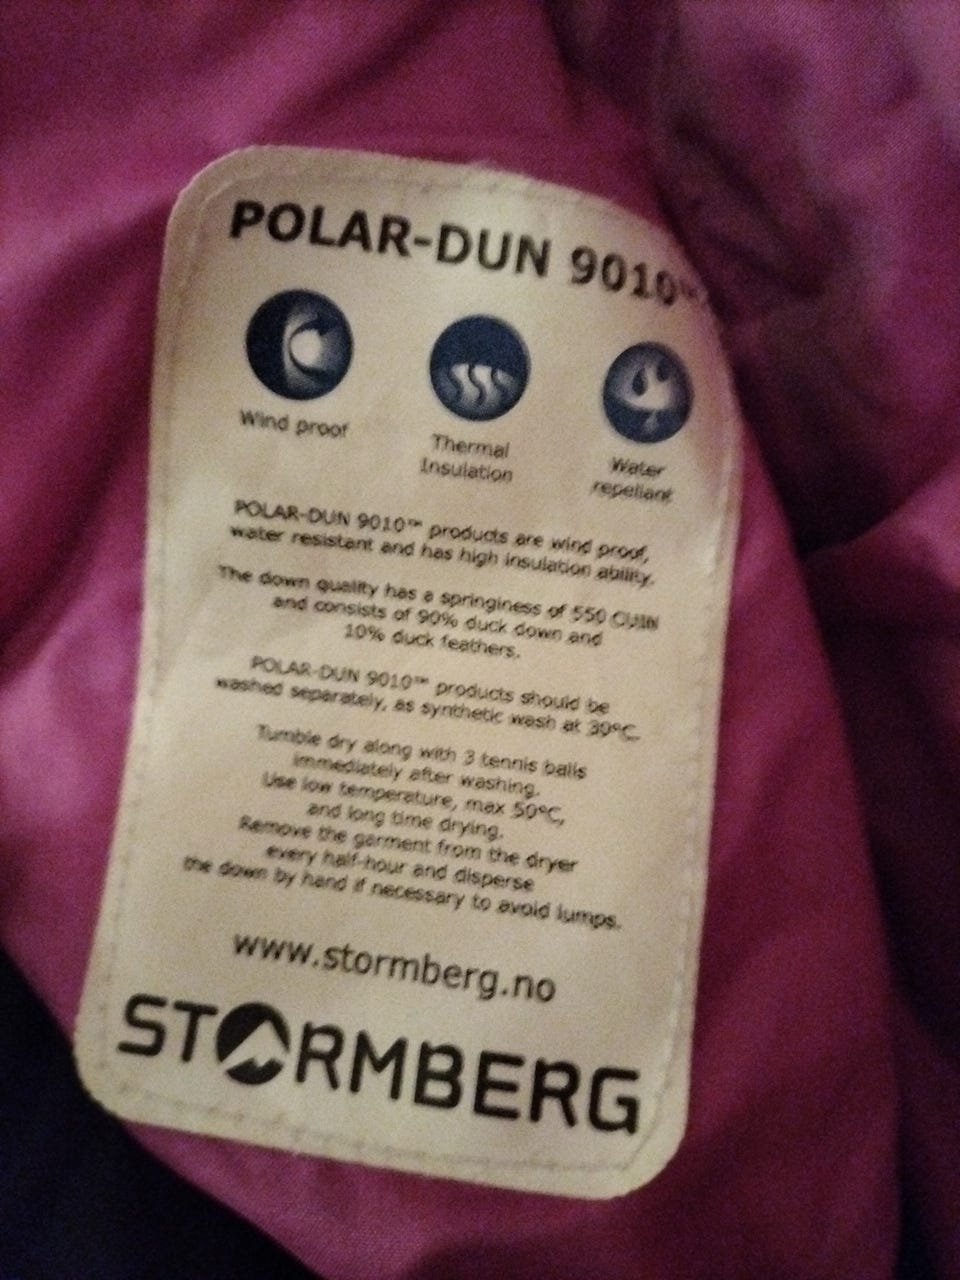 POLAR-DUN 9010™
Wind proof
Thermal
Insulation
Water
repellant
POLAR-DUN 9010™ products are wind proof,
water resistant and has high insulation ability.
The down quality has a springiness of 550 CUIN
and consists of 90% duck down and
10% duck feathers.
POLAR-DUN 9010™ products should be
washed separately, as synthetic wash at 30°C.
Tumble dry along with 3 tennis balls
immediately after washing.
Use low temperature, max 50°C,
and long time drying.
Remove the garment from the dryer
every half-hour and disperse
the down by hand if necessary to avoid lumps.
www.stormberg.no
STORMBERG